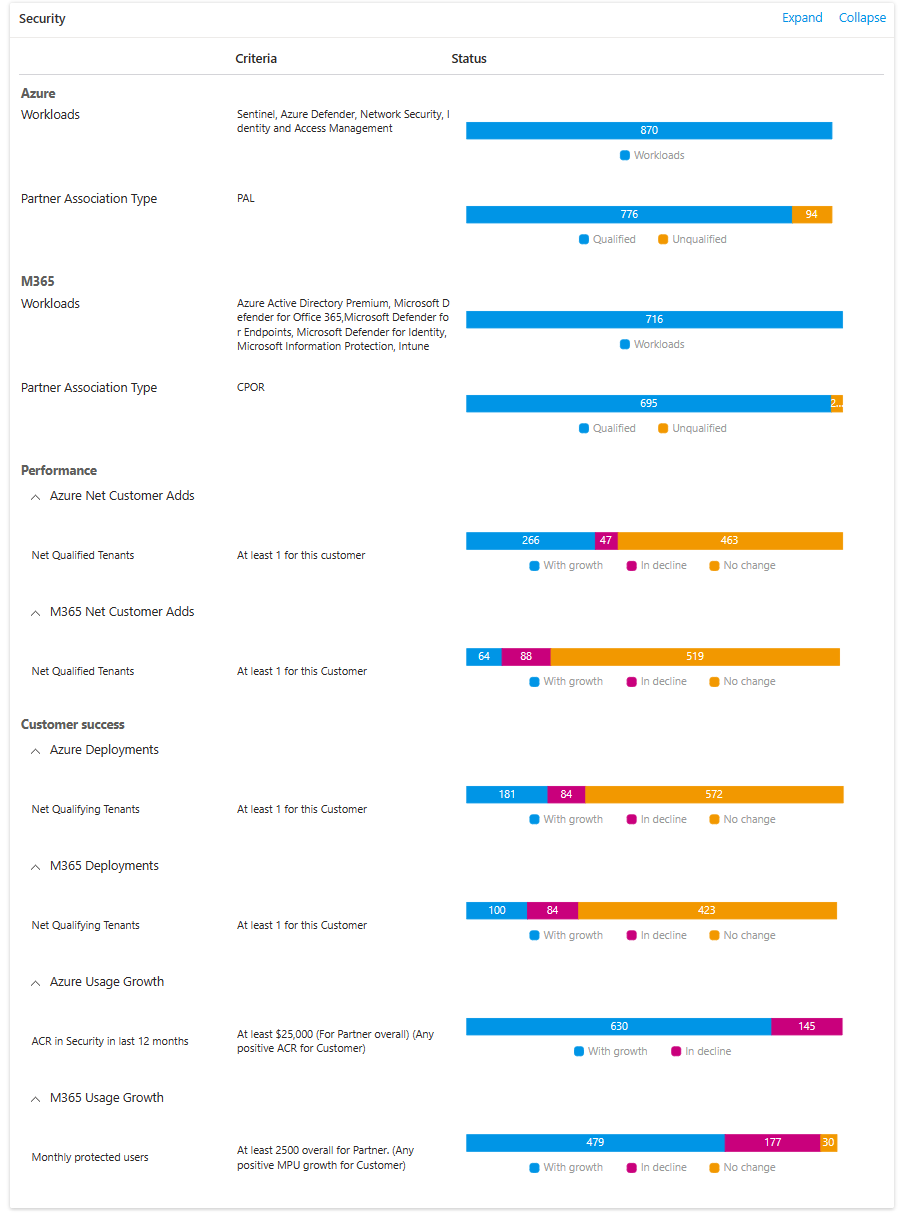 Security
Expand Collapse
Criteria Status
Azure
Workloads
Sentinel, Azure Defender, Network Security, I
dentity and Access Management
870
Workloads
Partner Association Type
PAL
776 94
Qualified Unqualified
M365
Workloads
Azure Active Directory Premium, Microsoft D
efender for Office 365,Microsoft Defender fo
r Endpoints, Microsoft Defender for Identity,
Microsoft Information Protection, Intune
716
Workloads
Partner Association Type
CPOR
695 2...
Qualified Unqualified
Performance
Azure Net Customer Adds
Net Qualified Tenants
At least 1 for this customer
266 47 463
With growth In decline No change
M365 Net Customer Adds
Net Qualified Tenants
At least 1 for this Customer
64 88 519
With growth In decline No change
Customer success
Azure Deployments
Net Qualifying Tenants
At least 1 for this Customer
181 84 572
With growth In decline No change
M365 Deployments
Net Qualifying Tenants
At least 1 for this Customer
100 84 423
With growth In decline No change
Azure Usage Growth
ACR in Security in last 12 months
At least $25,000 (For Partner overall) (Any
positive ACR for Customer)
630 145
With growth In decline
M365 Usage Growth
Monthly protected users
At least 2500 overall for Partner. (Any
positive MPU growth for Customer)
479 177 30
With growth In decline No change